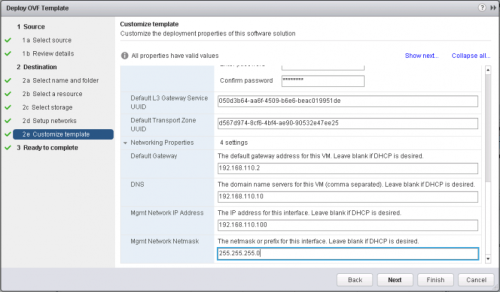 Deploy OVF Template
1 Source
1a Select source
1b Review details
2 Destination
2a Select name and folder
2b Select a resource
2c Select storage
2d Setup networks
2e Customize template
3 Ready to complete
Customize template
Customize the deployment properties of this software solution
All properties have valid values
Show next...
Collapse all...
Confirm password
********
Default L3 Gateway Service UUID
050d3b64-aa6f-4509-b6e6-beac019951de
Default Transport Zone UUID
d567d974-8cf8-4bf4-ae90-90532e47ee25
Networking Properties
4 settings
Default Gateway
The default gateway address for this VM. Leave blank if DHCP is desired.
192.168.110.2
DNS
The domain name servers for this VM (comma separated). Leave blank if DHCP is desired.
192.168.110.10
Mgmt Network IP Address
The IP address for this interface. Leave blank if DHCP is desired.
192.168.110.100
Mgmt Network Netmask
The netmask or prefix for this interface. Leave blank if DHCP is desired.
255.255.255.0
Back
Next
Finish
Cancel